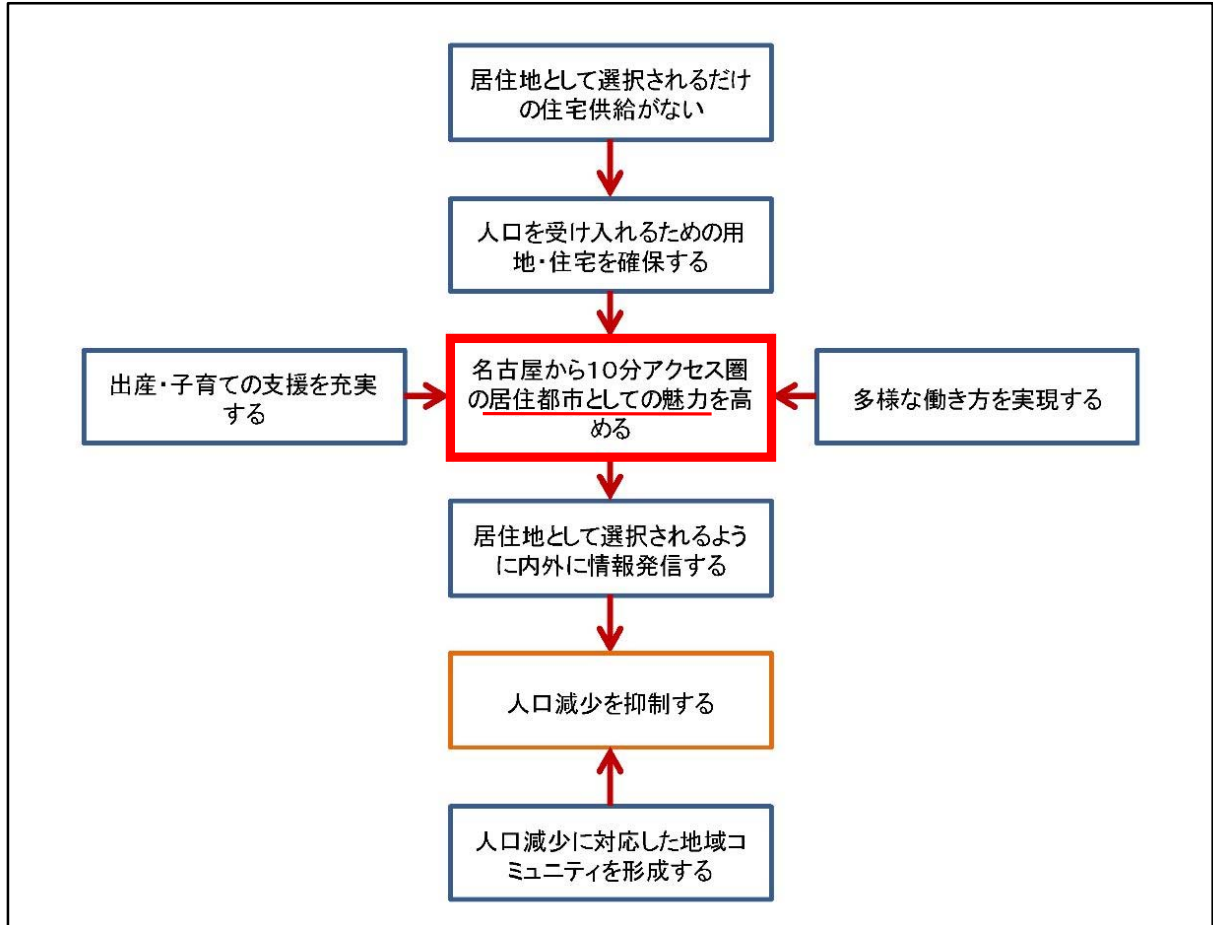 居住地として選択されるだけ
の住宅供給がない
人口を受け入れるための用
地・住宅を確保する
出産・子育ての支援を充実
する
名古屋から10分アクセス圏
の居住都市としての魅力を高
める
多様な働き方を実現する
居住地として選択されるよう
に内外に情報発信する
人口減少を抑制する
人口減少に対応した地域コ
ミュニティを形成する